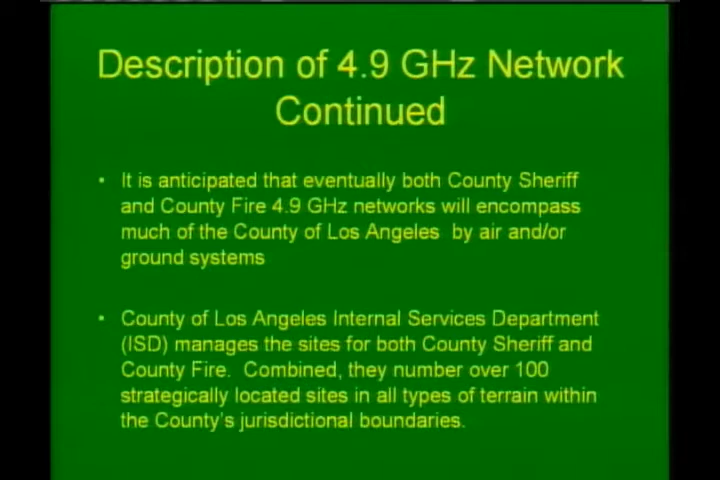 Description of 4.9 GHz Network
Continued
• It is anticipated that eventually both County Sheriff
and County Fire 4.9 GHz networks will encompass
much of the County of Los Angeles by air and/or
ground systems
• County of Los Angeles Internal Services Department
(ISD) manages the sites for both County Sheriff and
County Fire. Combined, they number over 100
strategically located sites in all types of terrain within
the County's jurisdictional boundaries.